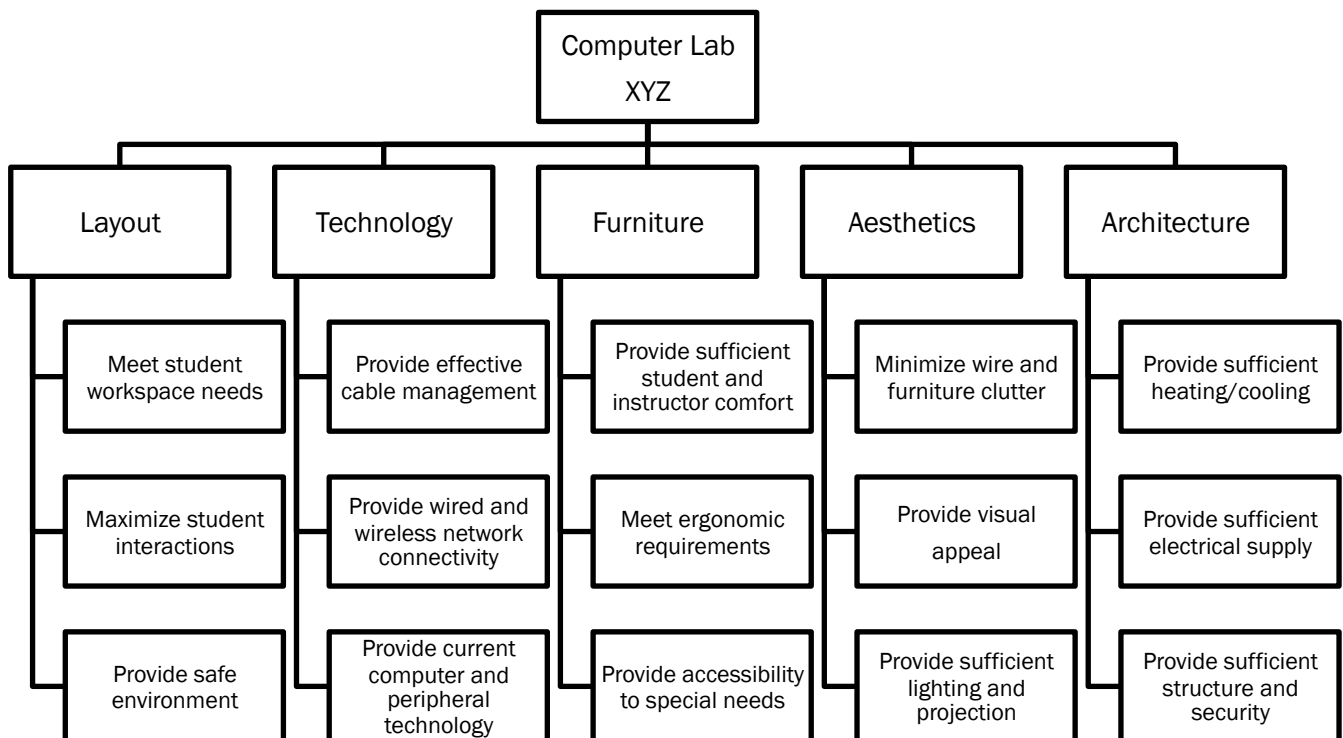 Computer Lab
XYZ
Layout
Technology
Furniture
Aesthetics
Architecture
Meet student
workspace needs
Provide effective
cable management
Provide sufficient
student and
instructor comfort
Minimize wire and
furniture clutter
Provide sufficient
heating/cooling
Maximize student
interactions
Provide wired and
wireless network
connectivity
Meet ergonomic
requirements
Provide visual
appeal
Provide sufficient
electrical supply
Provide safe
environment
Provide current
computer and
peripheral
technology
Provide accessibility
to special needs
Provide sufficient
lighting and
projection
Provide sufficient
structure and
security